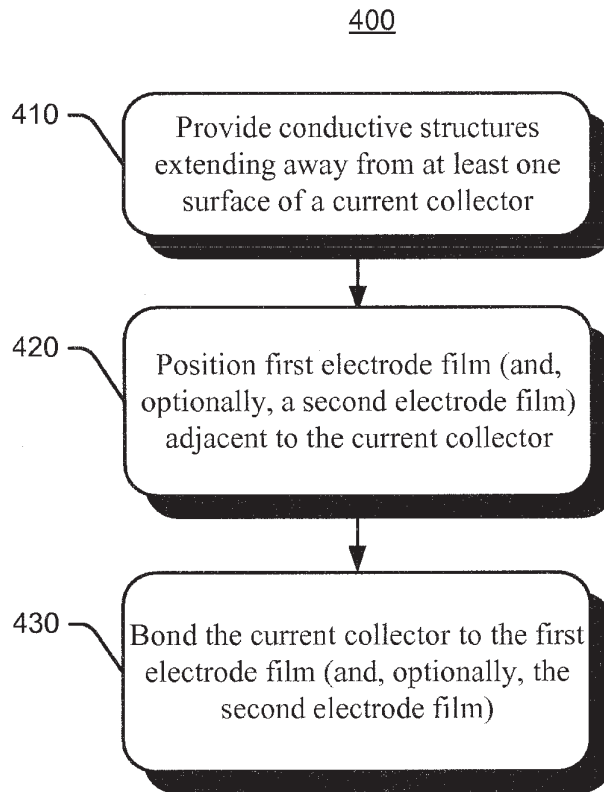 400
410
Provide conductive structures
extending away from at least one
surface of a current collector
420
Position first electrode film (and,
optionally, a second electrode film)
adjacent to the current collector
430
Bond the current collector to the first
electrode film (and, optionally, the
second electrode film)